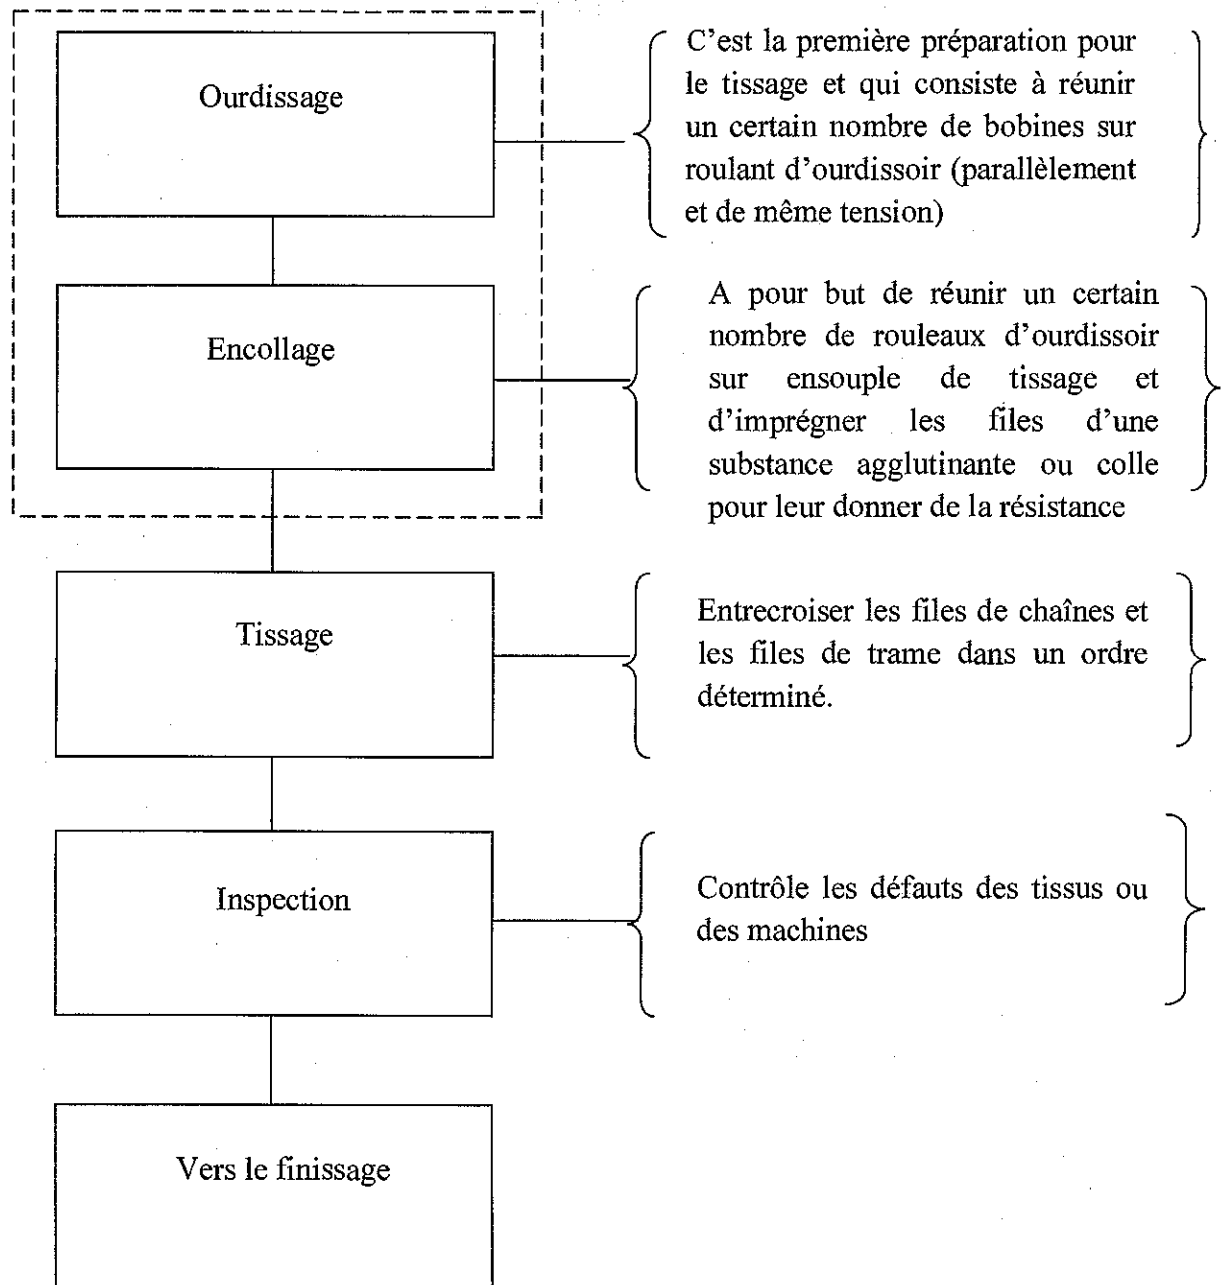 Ourdissage
C'est la première préparation pour
le tissage et qui consiste à réunir
un certain nombre de bobines sur
roulant d'ourdissoir (parallèlement
et de même tension)
Encollage
A pour but de réunir un certain
nombre de rouleaux d'ourdissoir
sur ensouple de tissage et
d'imprégner les files d'une
substance agglutinante ou colle
pour leur donner de la résistance
Tissage
Entrecroiser les files de chaînes et
les files de trame dans un ordre
déterminé.
Inspection
Contrôle les défauts des tissus ou
des machines
Vers le finissage